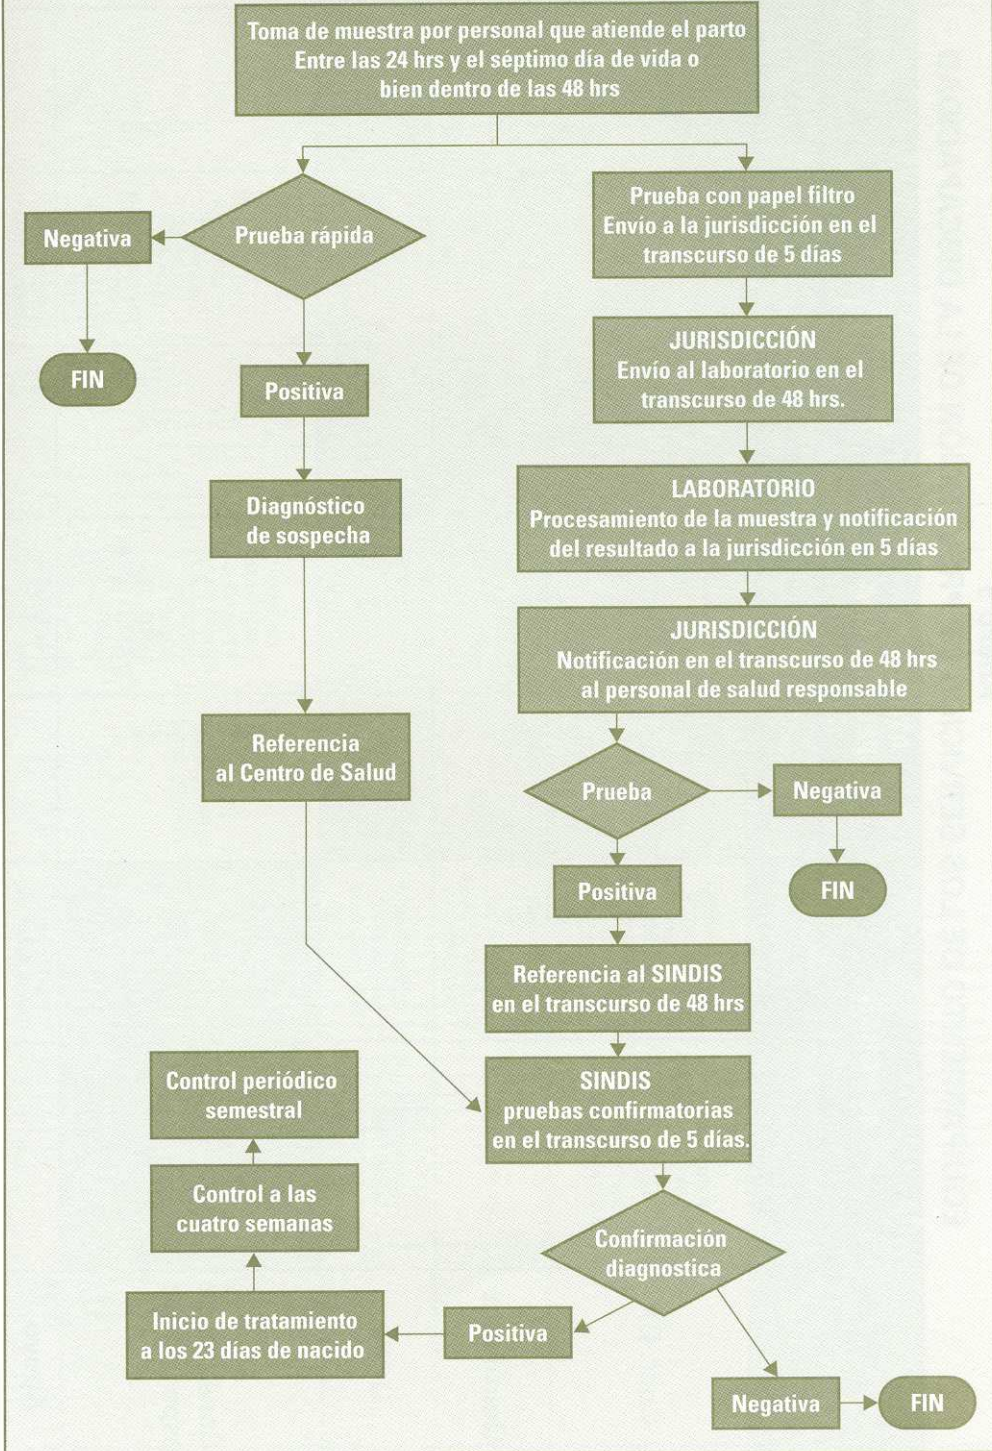 Toma de muestra por personal que atiende el parto
Entre las 24 hrs y el séptimo día de vida o
bien dentro de las 48 hrs
Prueba rápida
Negativa
FIN
Positiva
Diagnóstico
de sospecha
Referencia
al Centro de Salud
Prueba con papel filtro
Envío a la jurisdicción en el
transcurso de 5 días
JURISDICCIÓN
Envío al laboratorio en el
transcurso de 48 hrs.
LABORATORIO
Procesamiento de la muestra y notificación
del resultado a la jurisdicción en 5 días
JURISDICCIÓN
Notificación en el transcurso de 48 hrs
al personal de salud responsable
Prueba
Negativa
FIN
Positiva
Referencia al SINDIS
en el transcurso de 48 hrs
SINDIS
pruebas confirmatorias
en el transcurso de 5 días.
Confirmación
diagnostica
Positiva
Inicio de tratamiento
a los 23 días de nacido
Control a las
cuatro semanas
Control periódico
semestral
Negativa
FIN